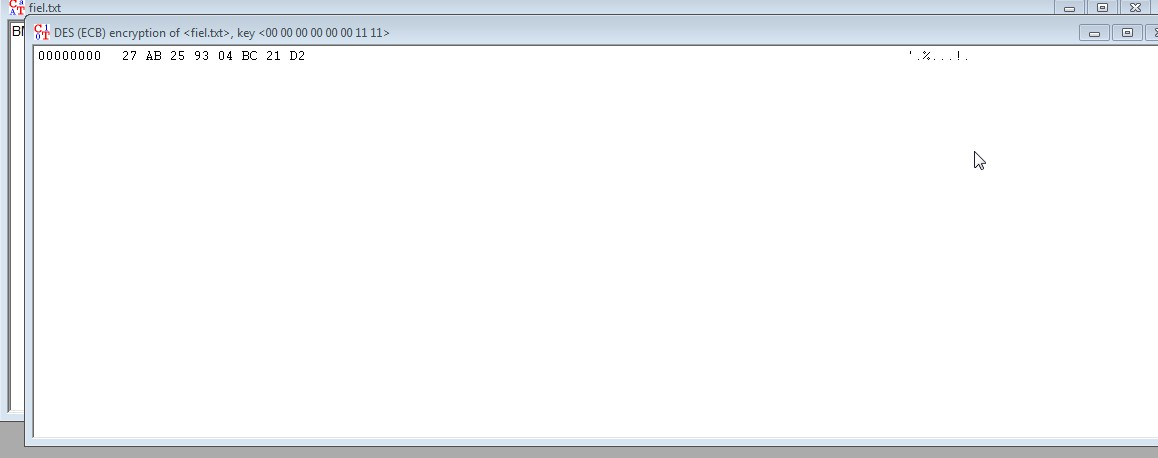 fiel.txt
DES (ECB) encryption of <fiel.txt>, key <00 00 00 00 00 00 11 11>
00000000 27 AB 25 93 04 BC 21 D2 '.%...!.